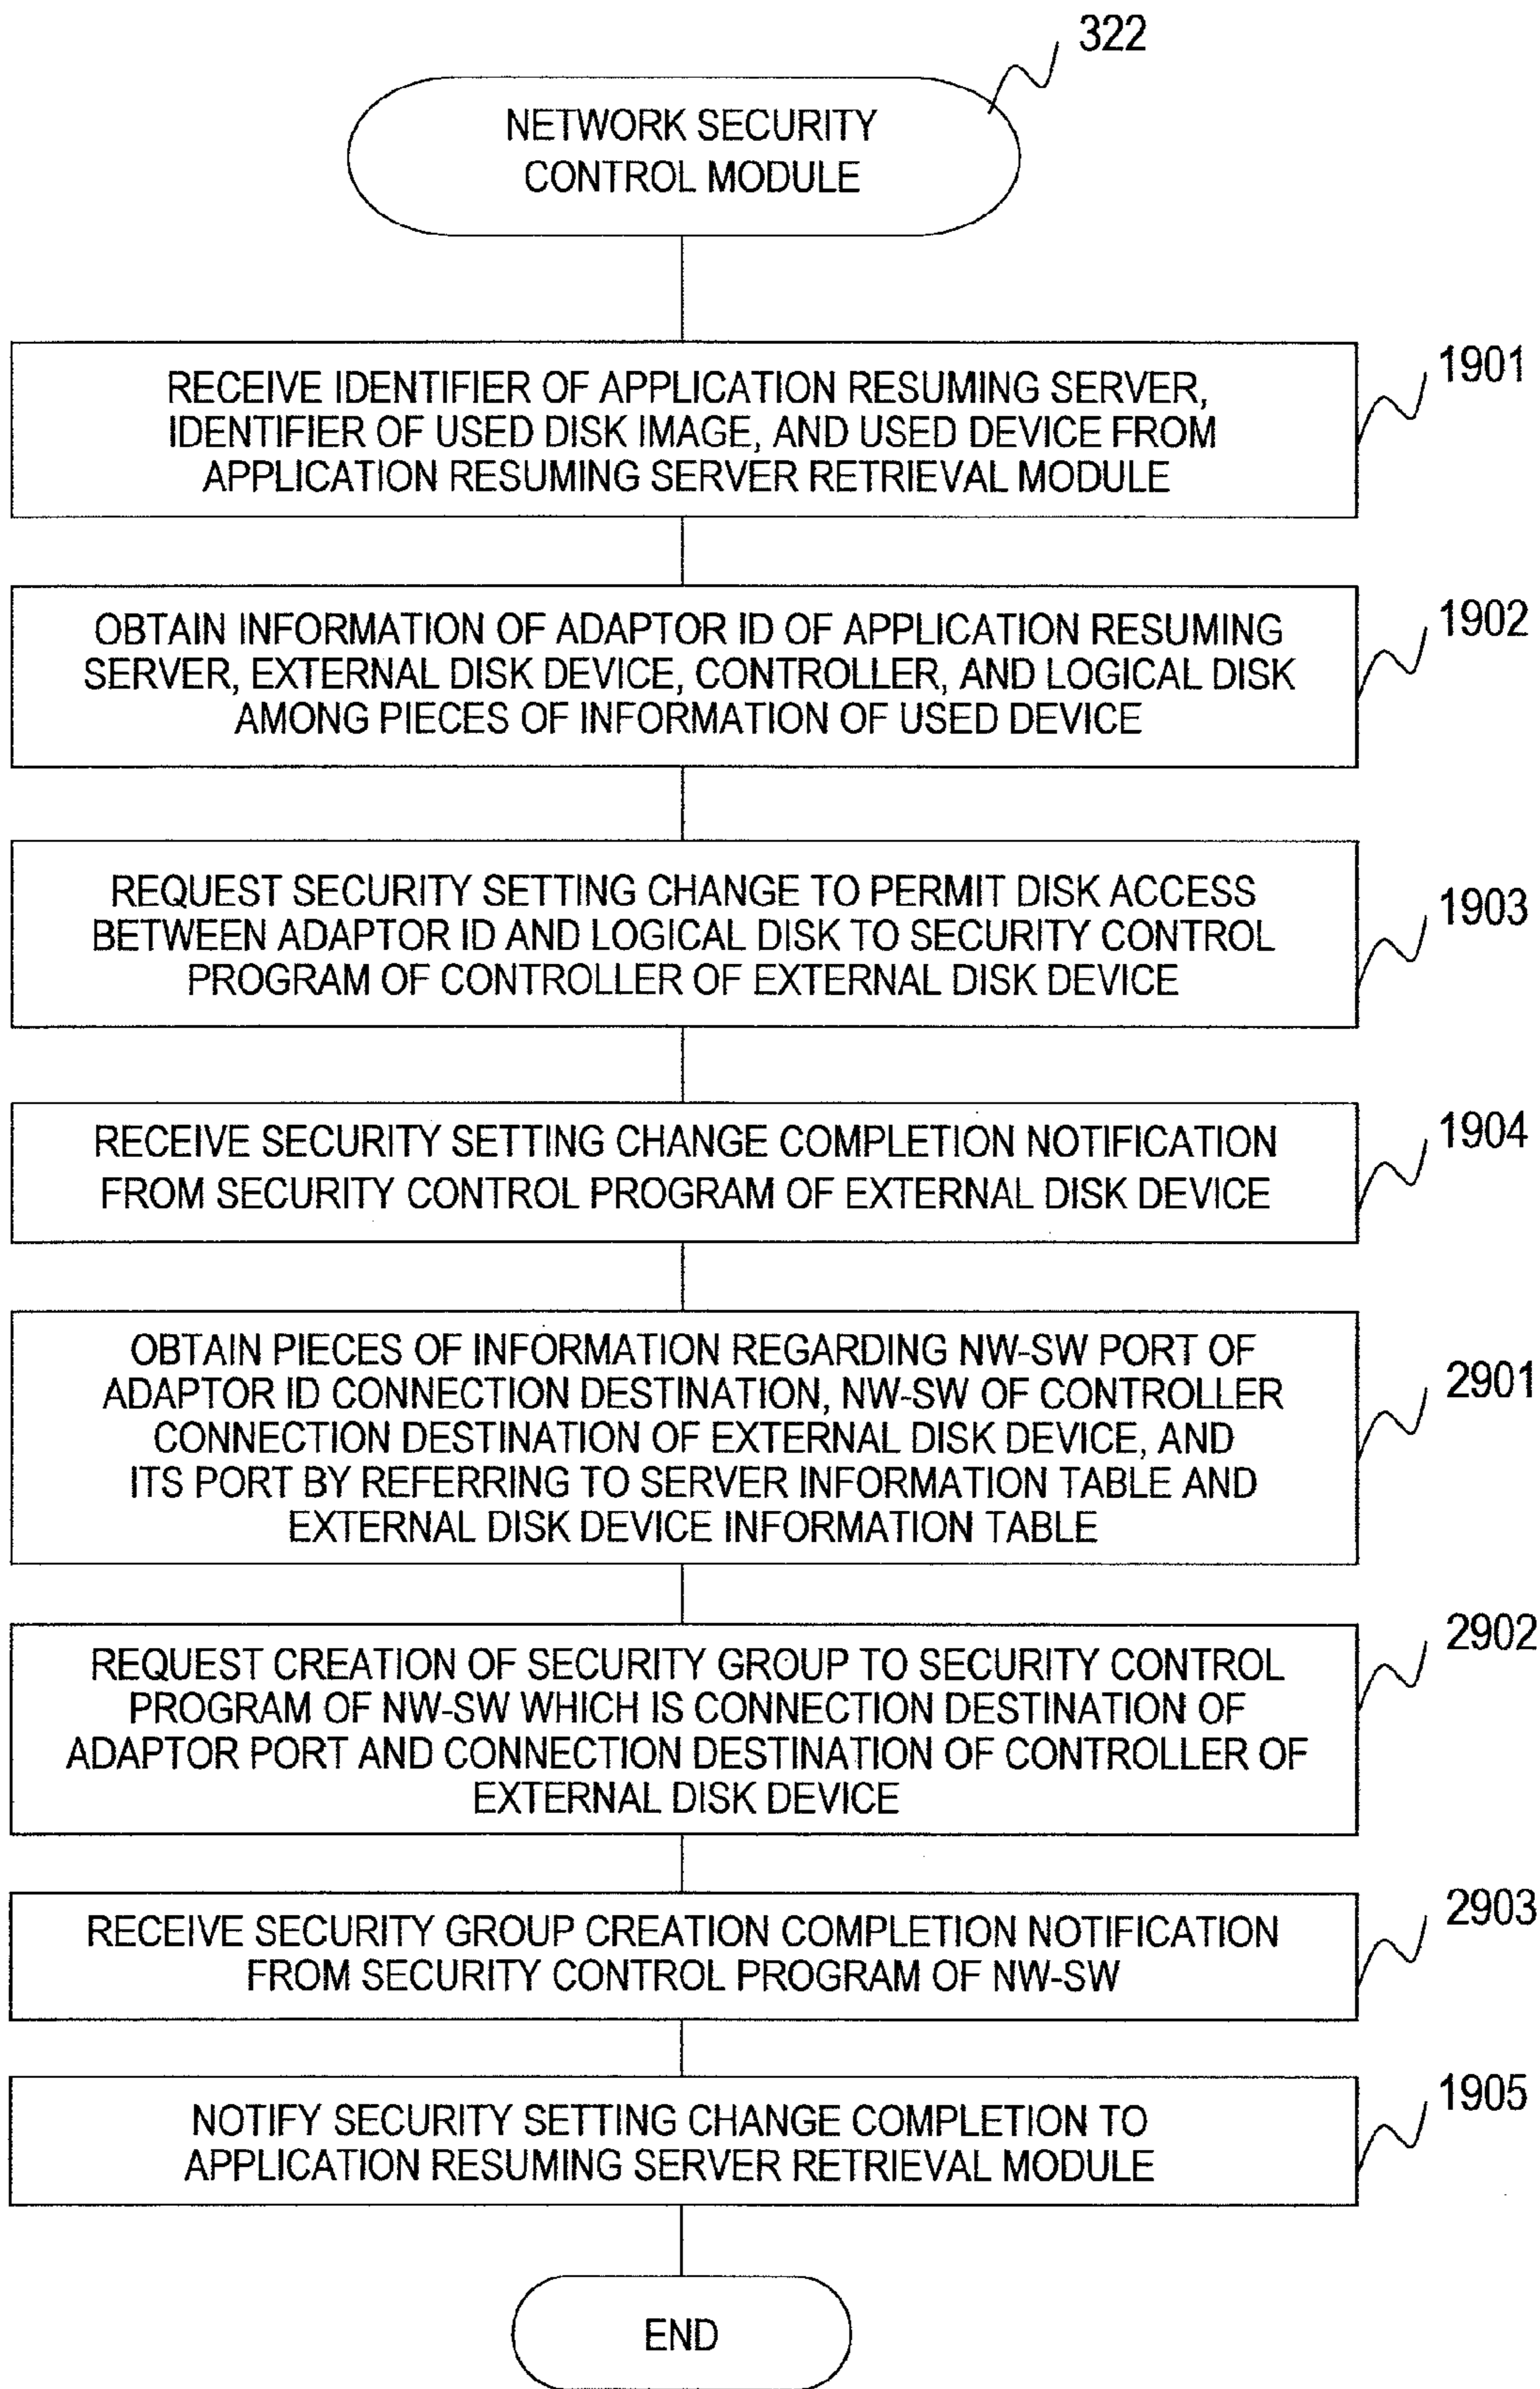 322
NETWORK SECURITY
CONTROL MODULE
1901
RECEIVE IDENTIFIER OF APPLICATION RESUMING SERVER,
IDENTIFIER OF USED DISK IMAGE, AND USED DEVICE FROM
APPLICATION RESUMING SERVER RETRIEVAL MODULE
1902
OBTAIN INFORMATION OF ADAPTOR ID OF APPLICATION RESUMING
SERVER, EXTERNAL DISK DEVICE, CONTROLLER, AND LOGICAL DISK
AMONG PIECES OF INFORMATION OF USED DEVICE
1903
REQUEST SECURITY SETTING CHANGE TO PERMIT DISK ACCESS
BETWEEN ADAPTOR ID AND LOGICAL DISK TO SECURITY CONTROL
PROGRAM OF CONTROLLER OF EXTERNAL DISK DEVICE
1904
RECEIVE SECURITY SETTING CHANGE COMPLETION NOTIFICATION
FROM SECURITY CONTROL PROGRAM OF EXTERNAL DISK DEVICE
2901
OBTAIN PIECES OF INFORMATION REGARDING NW-SW PORT OF
ADAPTOR ID CONNECTION DESTINATION, NW-SW OF CONTROLLER
CONNECTION DESTINATION OF EXTERNAL DISK DEVICE, AND
ITS PORT BY REFERRING TO SERVER INFORMATION TABLE AND
EXTERNAL DISK DEVICE INFORMATION TABLE
2902
REQUEST CREATION OF SECURITY GROUP TO SECURITY CONTROL
PROGRAM OF NW-SW WHICH IS CONNECTION DESTINATION OF
ADAPTOR PORT AND CONNECTION DESTINATION OF CONTROLLER OF
EXTERNAL DISK DEVICE
2903
RECEIVE SECURITY GROUP CREATION COMPLETION NOTIFICATION
FROM SECURITY CONTROL PROGRAM OF NW-SW
1905
NOTIFY SECURITY SETTING CHANGE COMPLETION TO
APPLICATION RESUMING SERVER RETRIEVAL MODULE
END